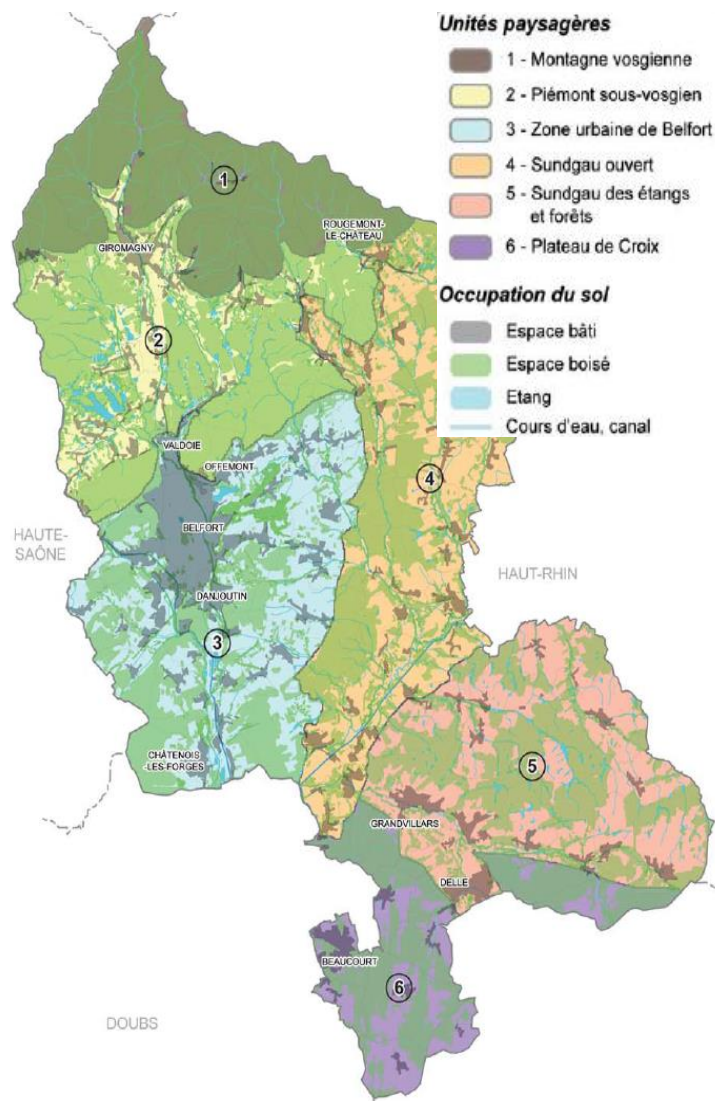 Unités paysagères
1 - Montagne vosgienne
2 - Piémont sous-vosgien
3 - Zone urbaine de Belfort
4 - Sundgau ouvert
5 - Sundgau des étangs
et forêts
6 - Plateau de Croix
Occupation du sol
Espace bâti
Espace boisé
Etang
Cours d'eau, canal
1
ROUGEMONT-
LE-CHÂTEAU
GIROMAGNY
2
VALDOIE
OFFEMONT
4
BELFORT
HAUTE-
SAÔNE
HAUT-RHIN
DANJOUTIN
3
CHÂTENOIS
-LES-FORGES
5
GRANDVILLARS
DELLE
BEAUCOURT
6
DOUBS